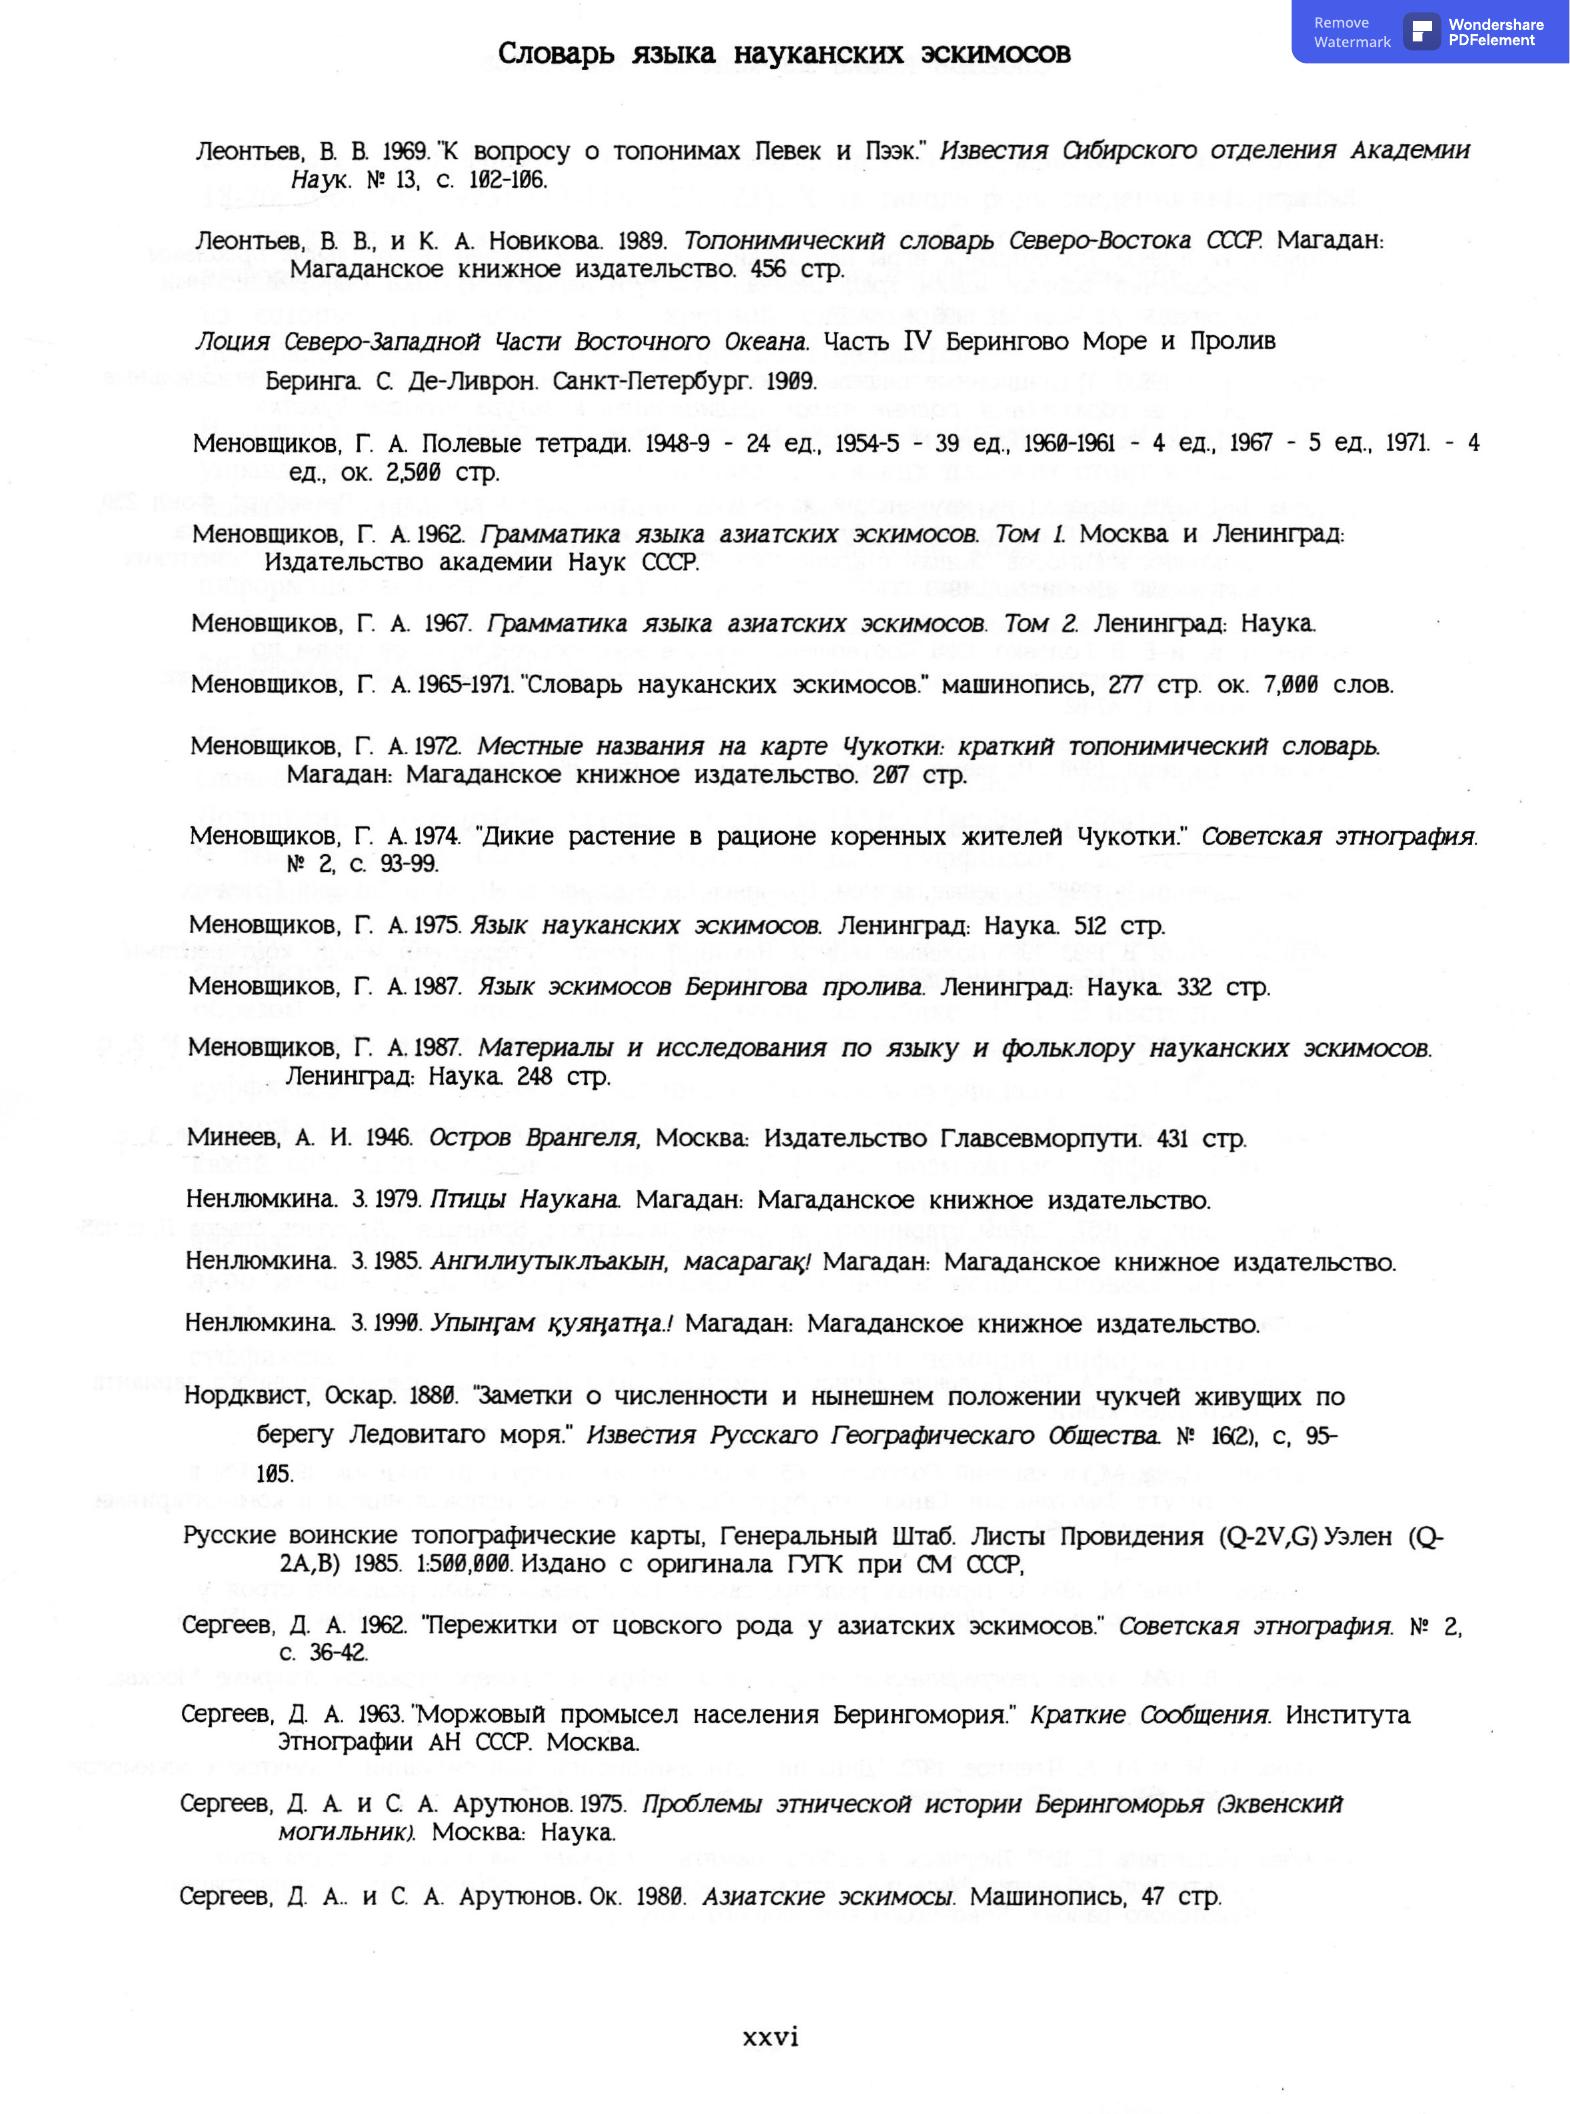 Remove
Watermark
Wondershare
PDFelement
Словарь языка науканских эскимосов
Леонтьев, В. В. 1969. "К вопросу о топонимах Певек и Пээк." Известия Сибирского отделения Академии
Наук. № 13, с. 102-106.
Леонтьев, В. В., и К. А. Новикова. 1989. Топонимический словарь Северо-Востока СССР. Магадан:
Магаданское книжное издательство. 456 стр.
Лоция Северо-Западной Части Восточного Океана. Часть IV Берингово Море и Пролив
Беринга. С. Де-Ливрон. Санкт-Петербург. 1909.
Меновщиков, Г. А. Полевые тетради. 1948-9 - 24 ед., 1954-5 - 39 ед., 1960-1961 - 4 ед., 1967 - 5 ед., 1971. - 4
ед., ок. 2,500 стр.
Меновщиков, Г. А. 1962. Грамматика языка азиатских эскимосов. Том 1. Москва и Ленинград:
Издательство академии Наук СССР.
Меновщиков, Г. А. 1967. Грамматика языка азиатских эскимосов. Том 2. Ленинград: Наука.
Меновщиков, Г. А. 1965-1971. "Словарь науканских эскимосов." машинопись, 277 стр. ок. 7,000 слов.
Меновщиков, Г. А. 1972. Местные названия на карте Чукотки: краткий топонимический словарь.
Магадан: Магаданское книжное издательство. 207 стр.
Меновщиков, Г. А. 1974. "Дикие растение в рационе коренных жителей Чукотки." Советская этнография.
№ 2, с. 93-99.
Меновщиков, Г. А. 1975. Язык науканских эскимосов. Ленинград: Наука. 512 стр.
Меновщиков, Г. А. 1987. Язык эскимосов Берингова пролива. Ленинград: Наука. 332 стр.
Меновщиков, Г. А. 1987. Материалы и исследования по языку и фольклору науканских эскимосов.
Ленинград: Наука. 248 стр.
Минеев, А. И. 1946. Остров Врангеля, Москва: Издательство Главсевморпути. 431 стр.
Ненлюмкина. З. 1979. Птицы Наукана. Магадан: Магаданское книжное издательство.
Ненлюмкина. З. 1985. Ангилиутыклъакын, масарагаӄ! Магадан: Магаданское книжное издательство.
Ненлюмкина. З. 1990. Упыңгам ӄуяңатңа.! Магадан: Магаданское книжное издательство.
Нордквист, Оскар. 1880. "Заметки о численности и нынешнем положении чукчей живущих по
берегу Ледовитаго моря." Известия Русскаго Географическаго Общества. № 16(2), с, 95-
105.
Русские воинские топографические карты, Генеральный Штаб. Листы Провидения (Q-2V,G) Уэлен (Q-
2A,B) 1985. 1:500,000. Издано с оригинала ГУГК при СМ СССР,
Сергеев, Д. А. 1962. "Пережитки от цовского рода у азиатских эскимосов." Советская этнография. № 2,
с. 36-42.
Сергеев, Д. А. 1963. "Моржовый промысел населения Берингомория." Краткие Сообщения. Института
Этнографии АН СССР. Москва.
Сергеев, Д. А. и С. А. Арутюнов. 1975. Проблемы этнической истории Берингоморья (Эквенский
могильник). Москва: Наука.
Сергеев, Д. А.. и С. А. Арутюнов. Ок. 1980. Азиатские эскимосы. Машинопись, 47 стр.
xxvi